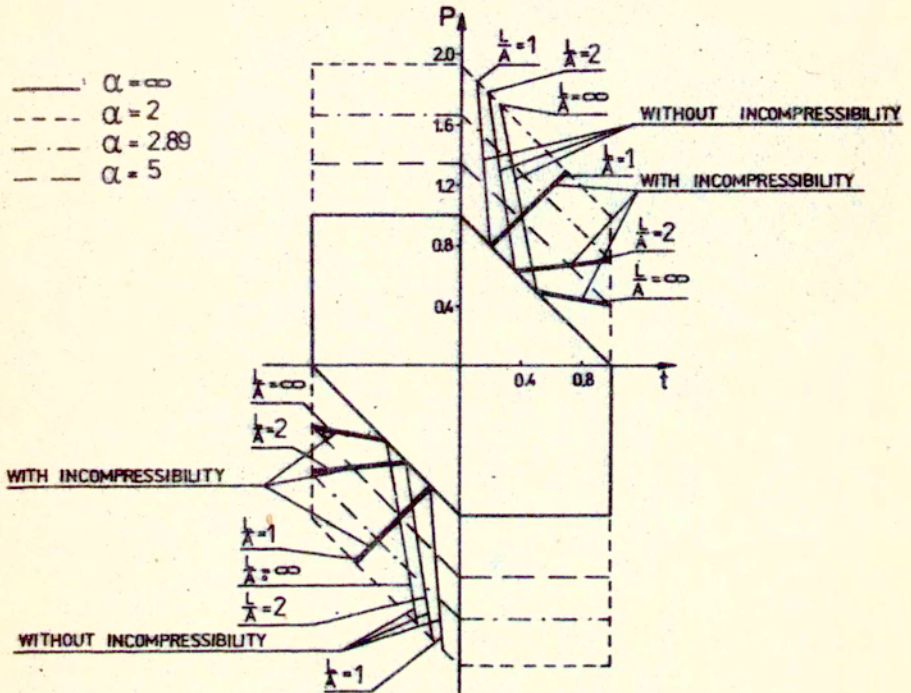 P
2.0
1.6
1.2
0.8
0.4
α = ∞
α = 2
α = 2.89
α = 5
L/A = 1
L/A = 2
L/A = ∞
WITHOUT INCOMPRESSIBILITY
L/A = 1
WITH INCOMPRESSIBILITY
L/A = 2
L/A = ∞
0.4 0.8
t
L/A = ∞
L/A = 2
WITH INCOMPRESSIBILITY
L/A = 1
L/A = ∞
L/A = 2
WITHOUT INCOMPRESSIBILITY
L/A = 1